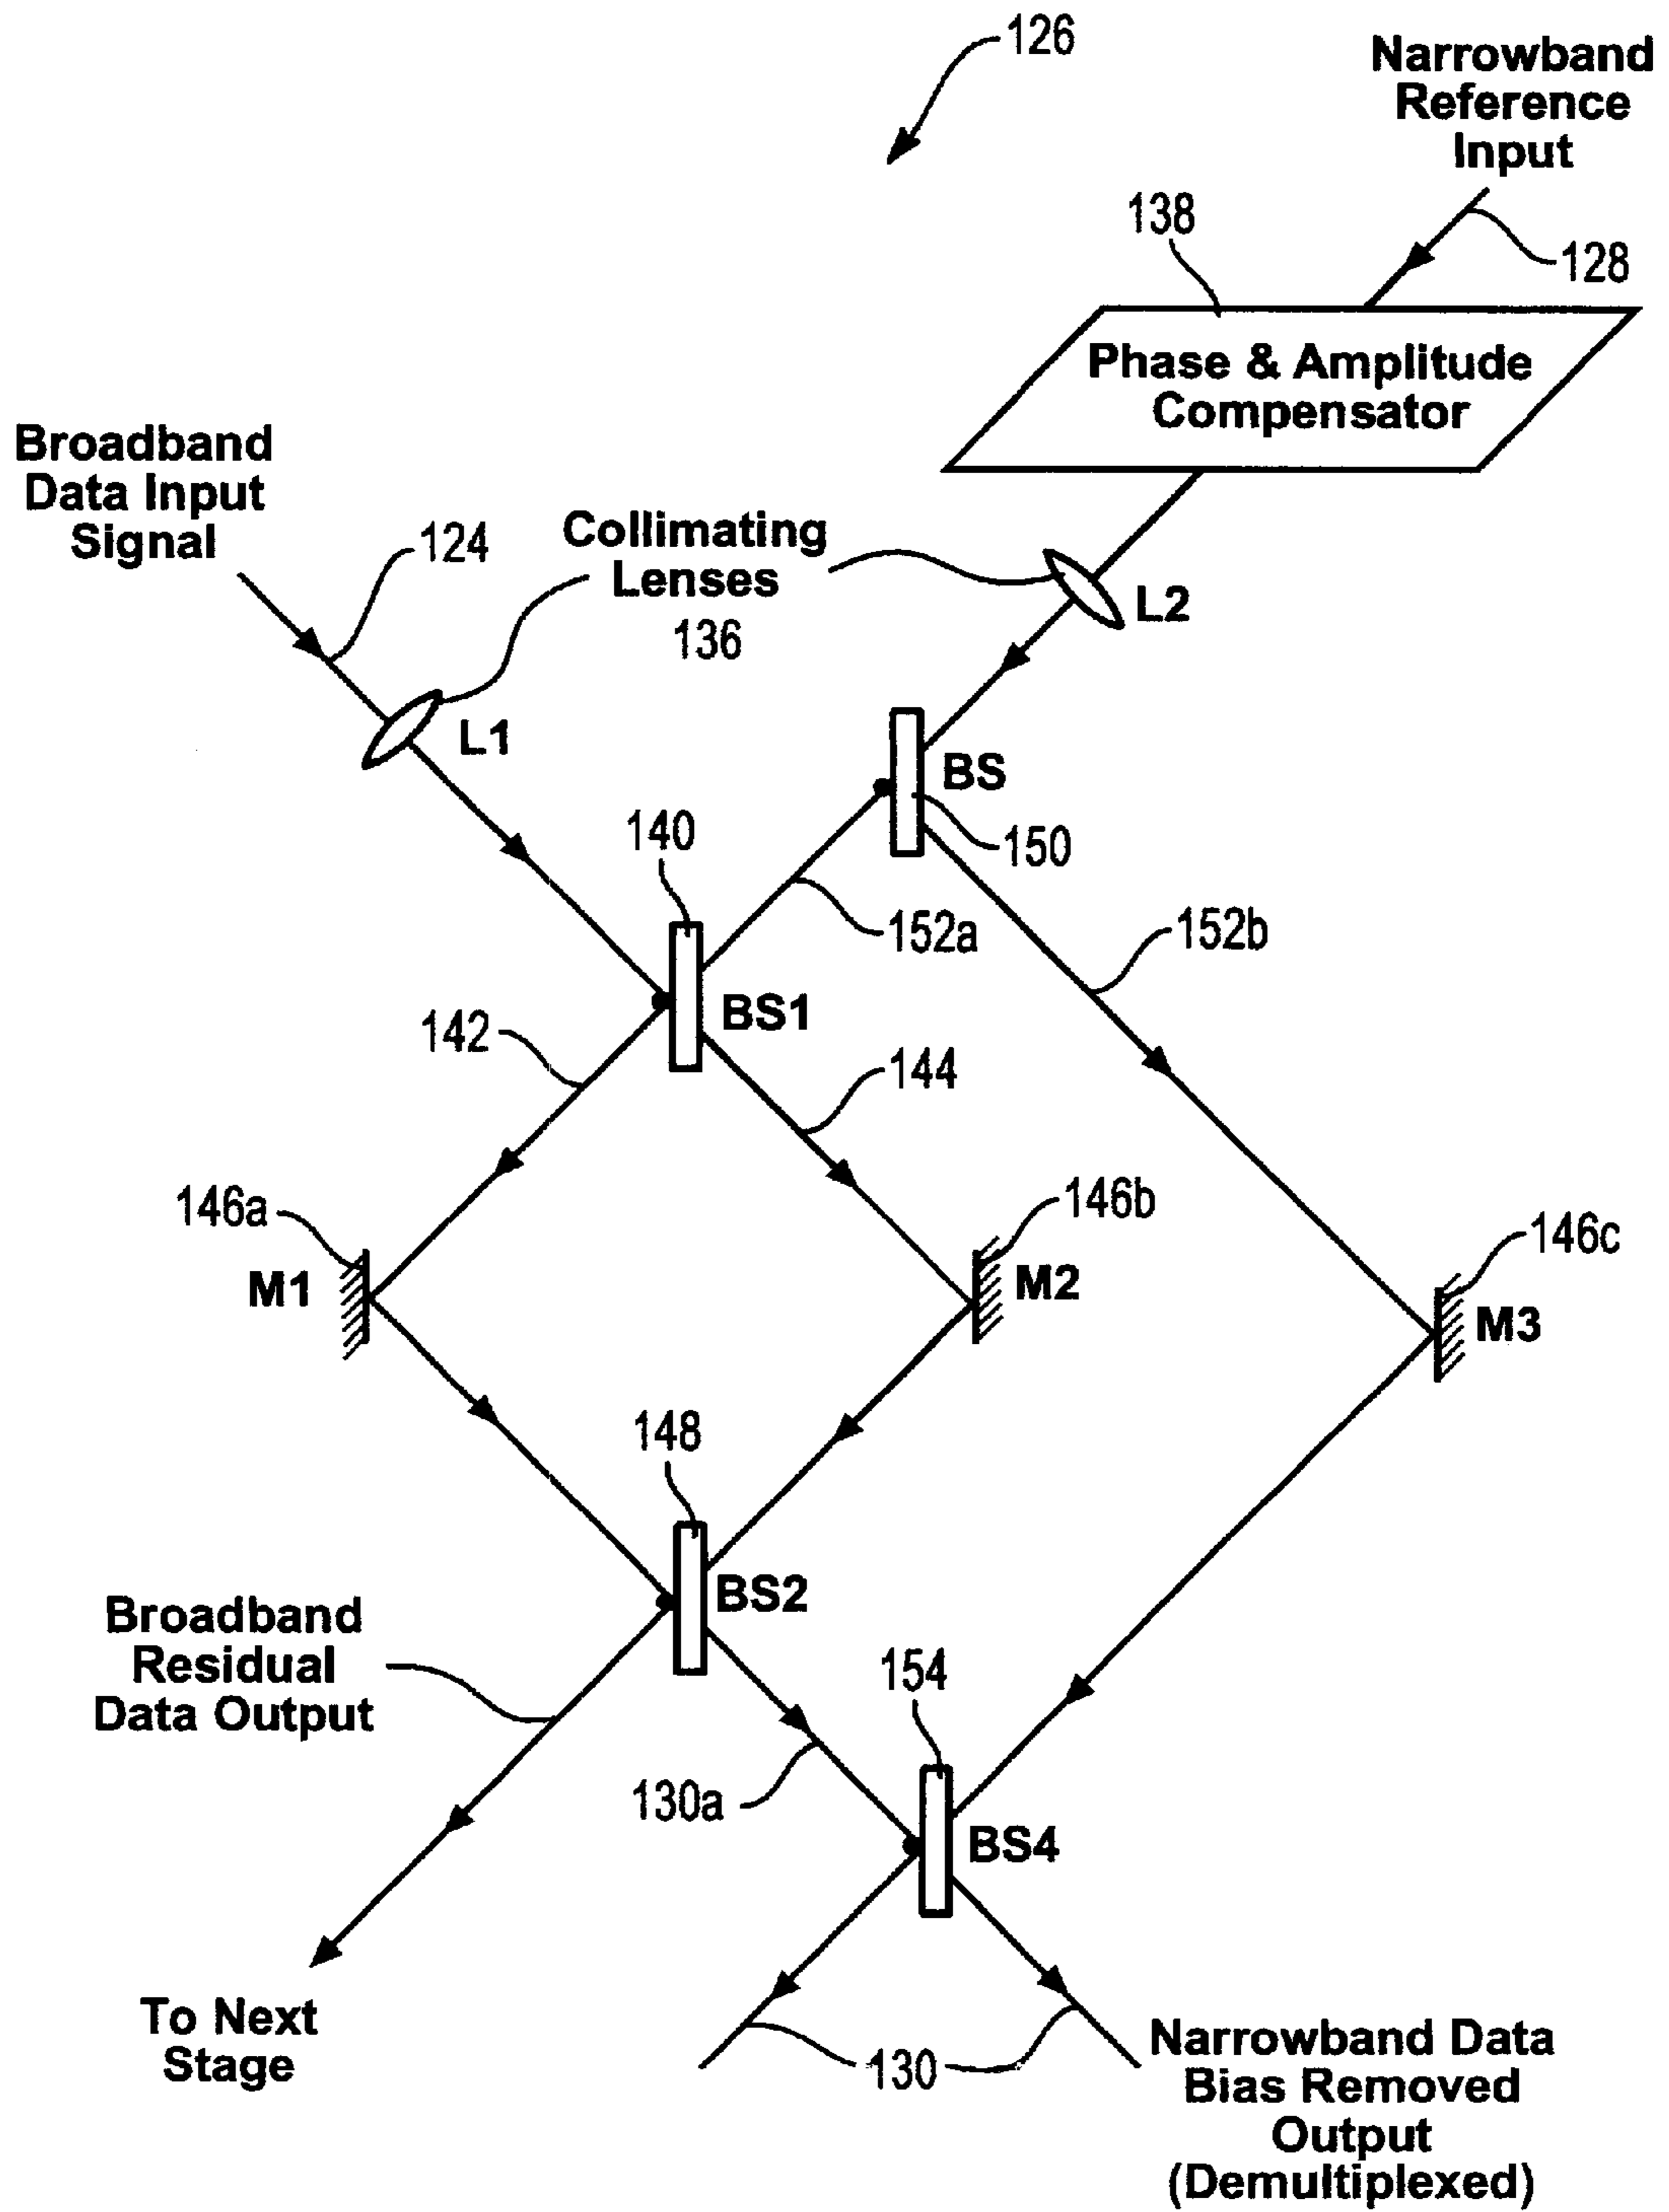 126
Narrowband
Reference
Input
138
128
Phase & Amplitude
Compensator
Broadband
Data Input
Signal
124
Collimating
Lenses
136
L2
L1
BS
140
150
152a
152b
BS1
142
144
146a
146b
146c
M1
M2
M3
148
BS2
Broadband
Residual
Data Output
154
130a
BS4
To Next
Stage
130
Narrowband Data
Bias Removed
Output
(Demultiplexed)